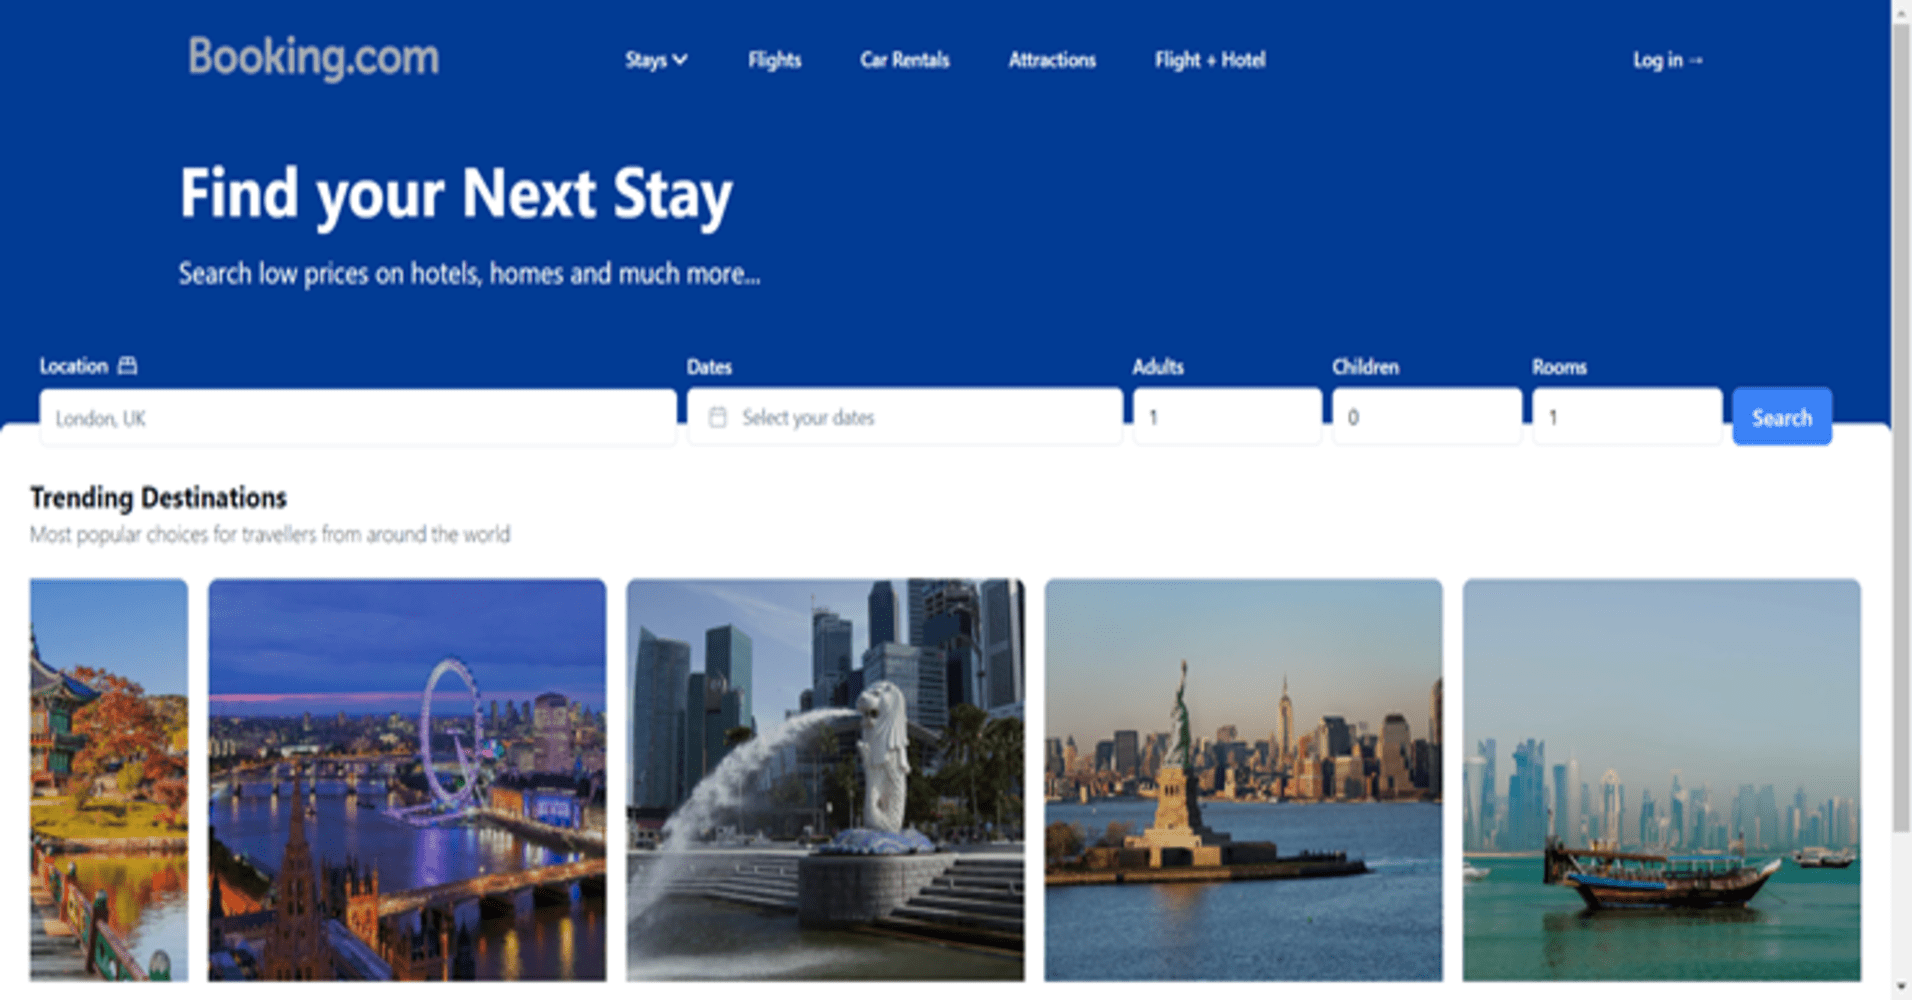 Booking.com
Stays
Flights
Car Rentals
Attractions
Flight + Hotel
Log in →
Find your Next Stay
Search low prices on hotels, homes and much more...
Location
Dates
Adults
Children
Rooms
London, UK
Select your dates
1
0
1
Search
Trending Destinations
Most popular choices for travellers from around the world